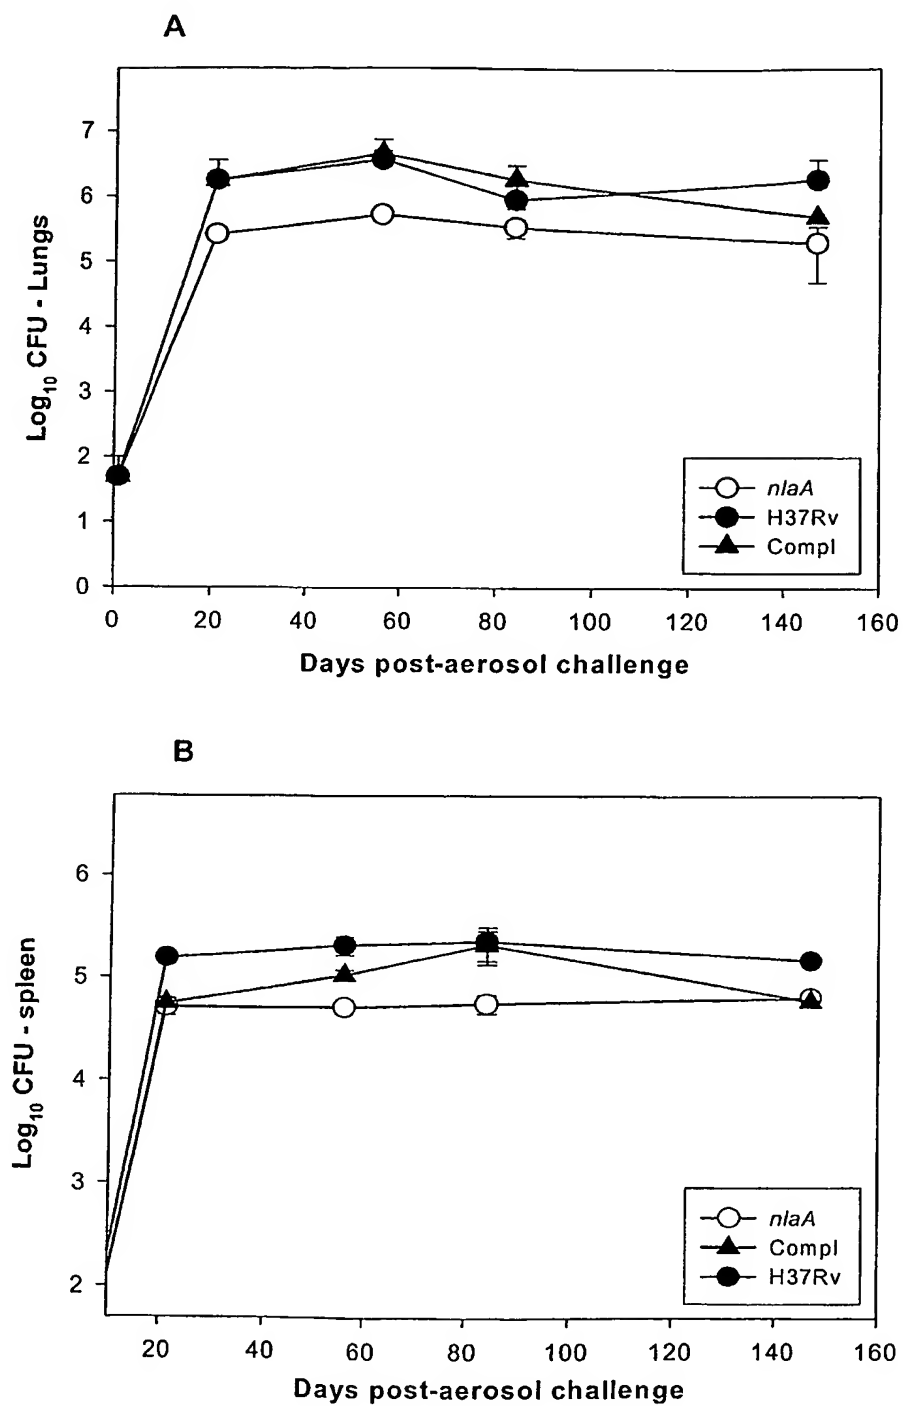 A
7
6
5
4
3
2
1
0
Log10 CFU - Lungs
nlaA
H37Rv
Compl
0 20 40 60 80 100 120 140 160
Days post-aerosol challenge
B
6
5
4
3
2
Log10 CFU - spleen
nlaA
Compl
H37Rv
20 40 60 80 100 120 140 160
Days post-aerosol challenge